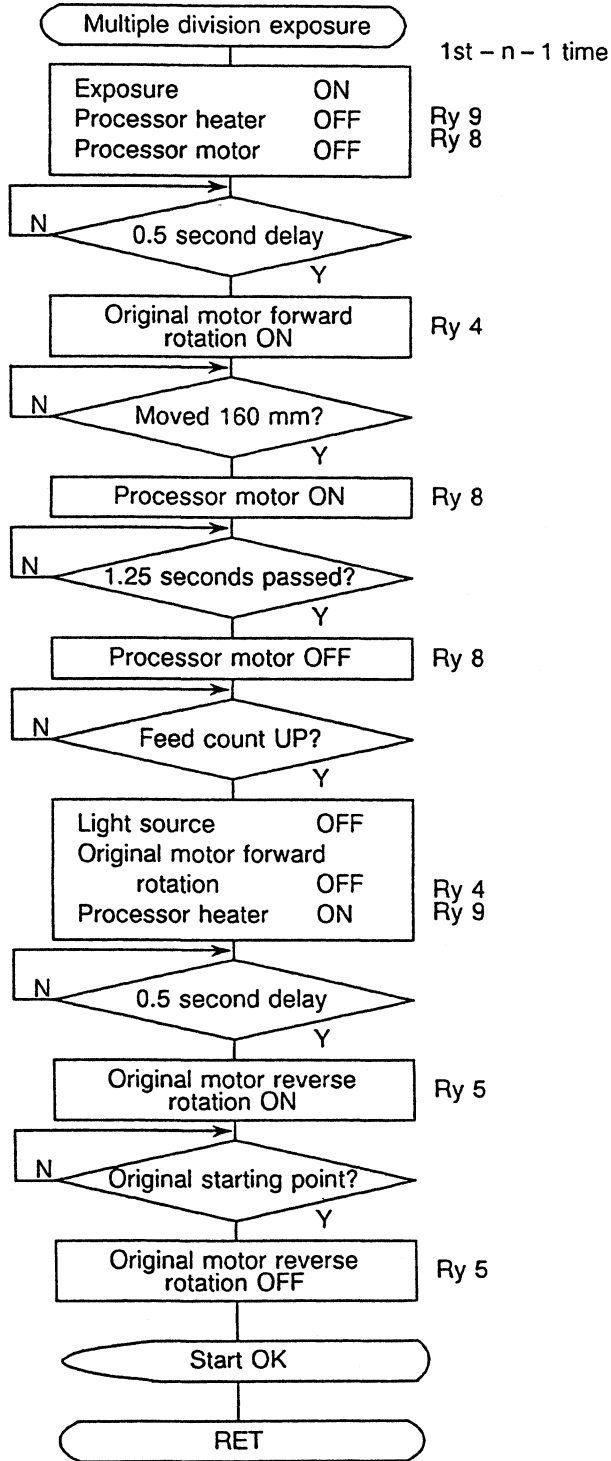 Multiple division exposure
1st – n – 1 time
Exposure ON
Processor heater OFF Ry 9
Processor motor OFF Ry 8
N
0.5 second delay
Y
Original motor forward
rotation ON
Ry 4
N
Moved 160 mm?
Y
Processor motor ON Ry 8
N
1.25 seconds passed?
Y
Processor motor OFF Ry 8
N
Feed count UP?
Y
Light source OFF
Original motor forward
rotation OFF Ry 4
Processor heater ON Ry 9
N
0.5 second delay
Y
Original motor reverse
rotation ON
Ry 5
N
Original starting point?
Y
Original motor reverse
rotation OFF
Ry 5
Start OK
RET